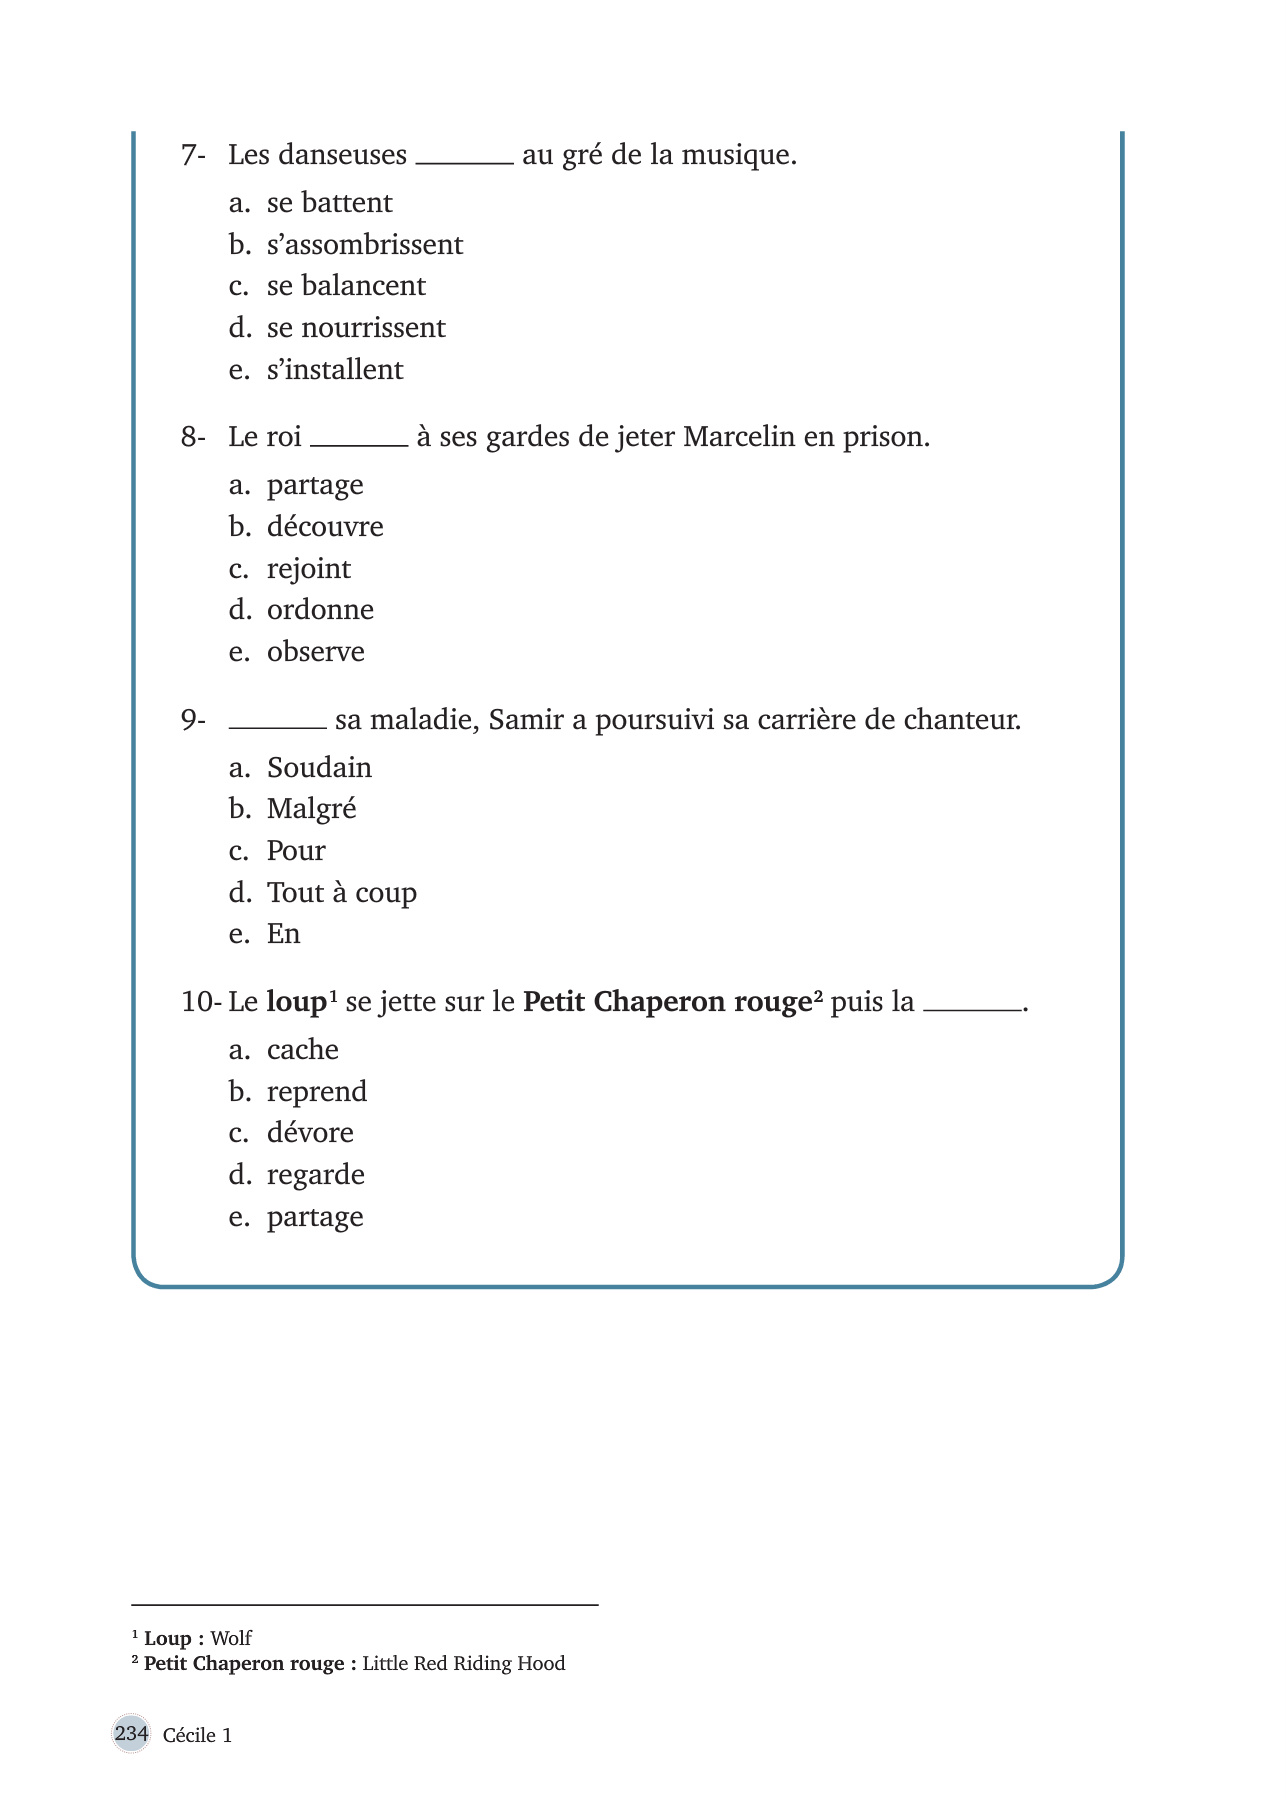 7- Les danseuses _______ au gré de la musique.
a. se battent
b. s’assombrissent
c. se balancent
d. se nourrissent
e. s’installent
8- Le roi _______ à ses gardes de jeter Marcelin en prison.
a. partage
b. découvre
c. rejoint
d. ordonne
e. observe
9- _______ sa maladie, Samir a poursuivi sa carrière de chanteur.
a. Soudain
b. Malgré
c. Pour
d. Tout à coup
e. En
10- Le loup¹ se jette sur le Petit Chaperon rouge² puis la _______.
a. cache
b. reprend
c. dévore
d. regarde
e. partage
¹ Loup : Wolf
² Petit Chaperon rouge : Little Red Riding Hood
234 Cécile 1